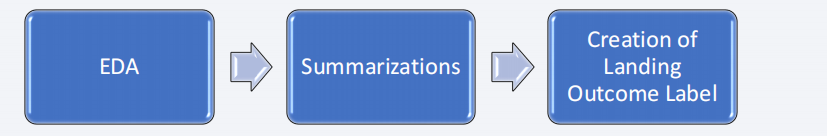 EDA
Summarizations
Creation of
Landing
Outcome Label